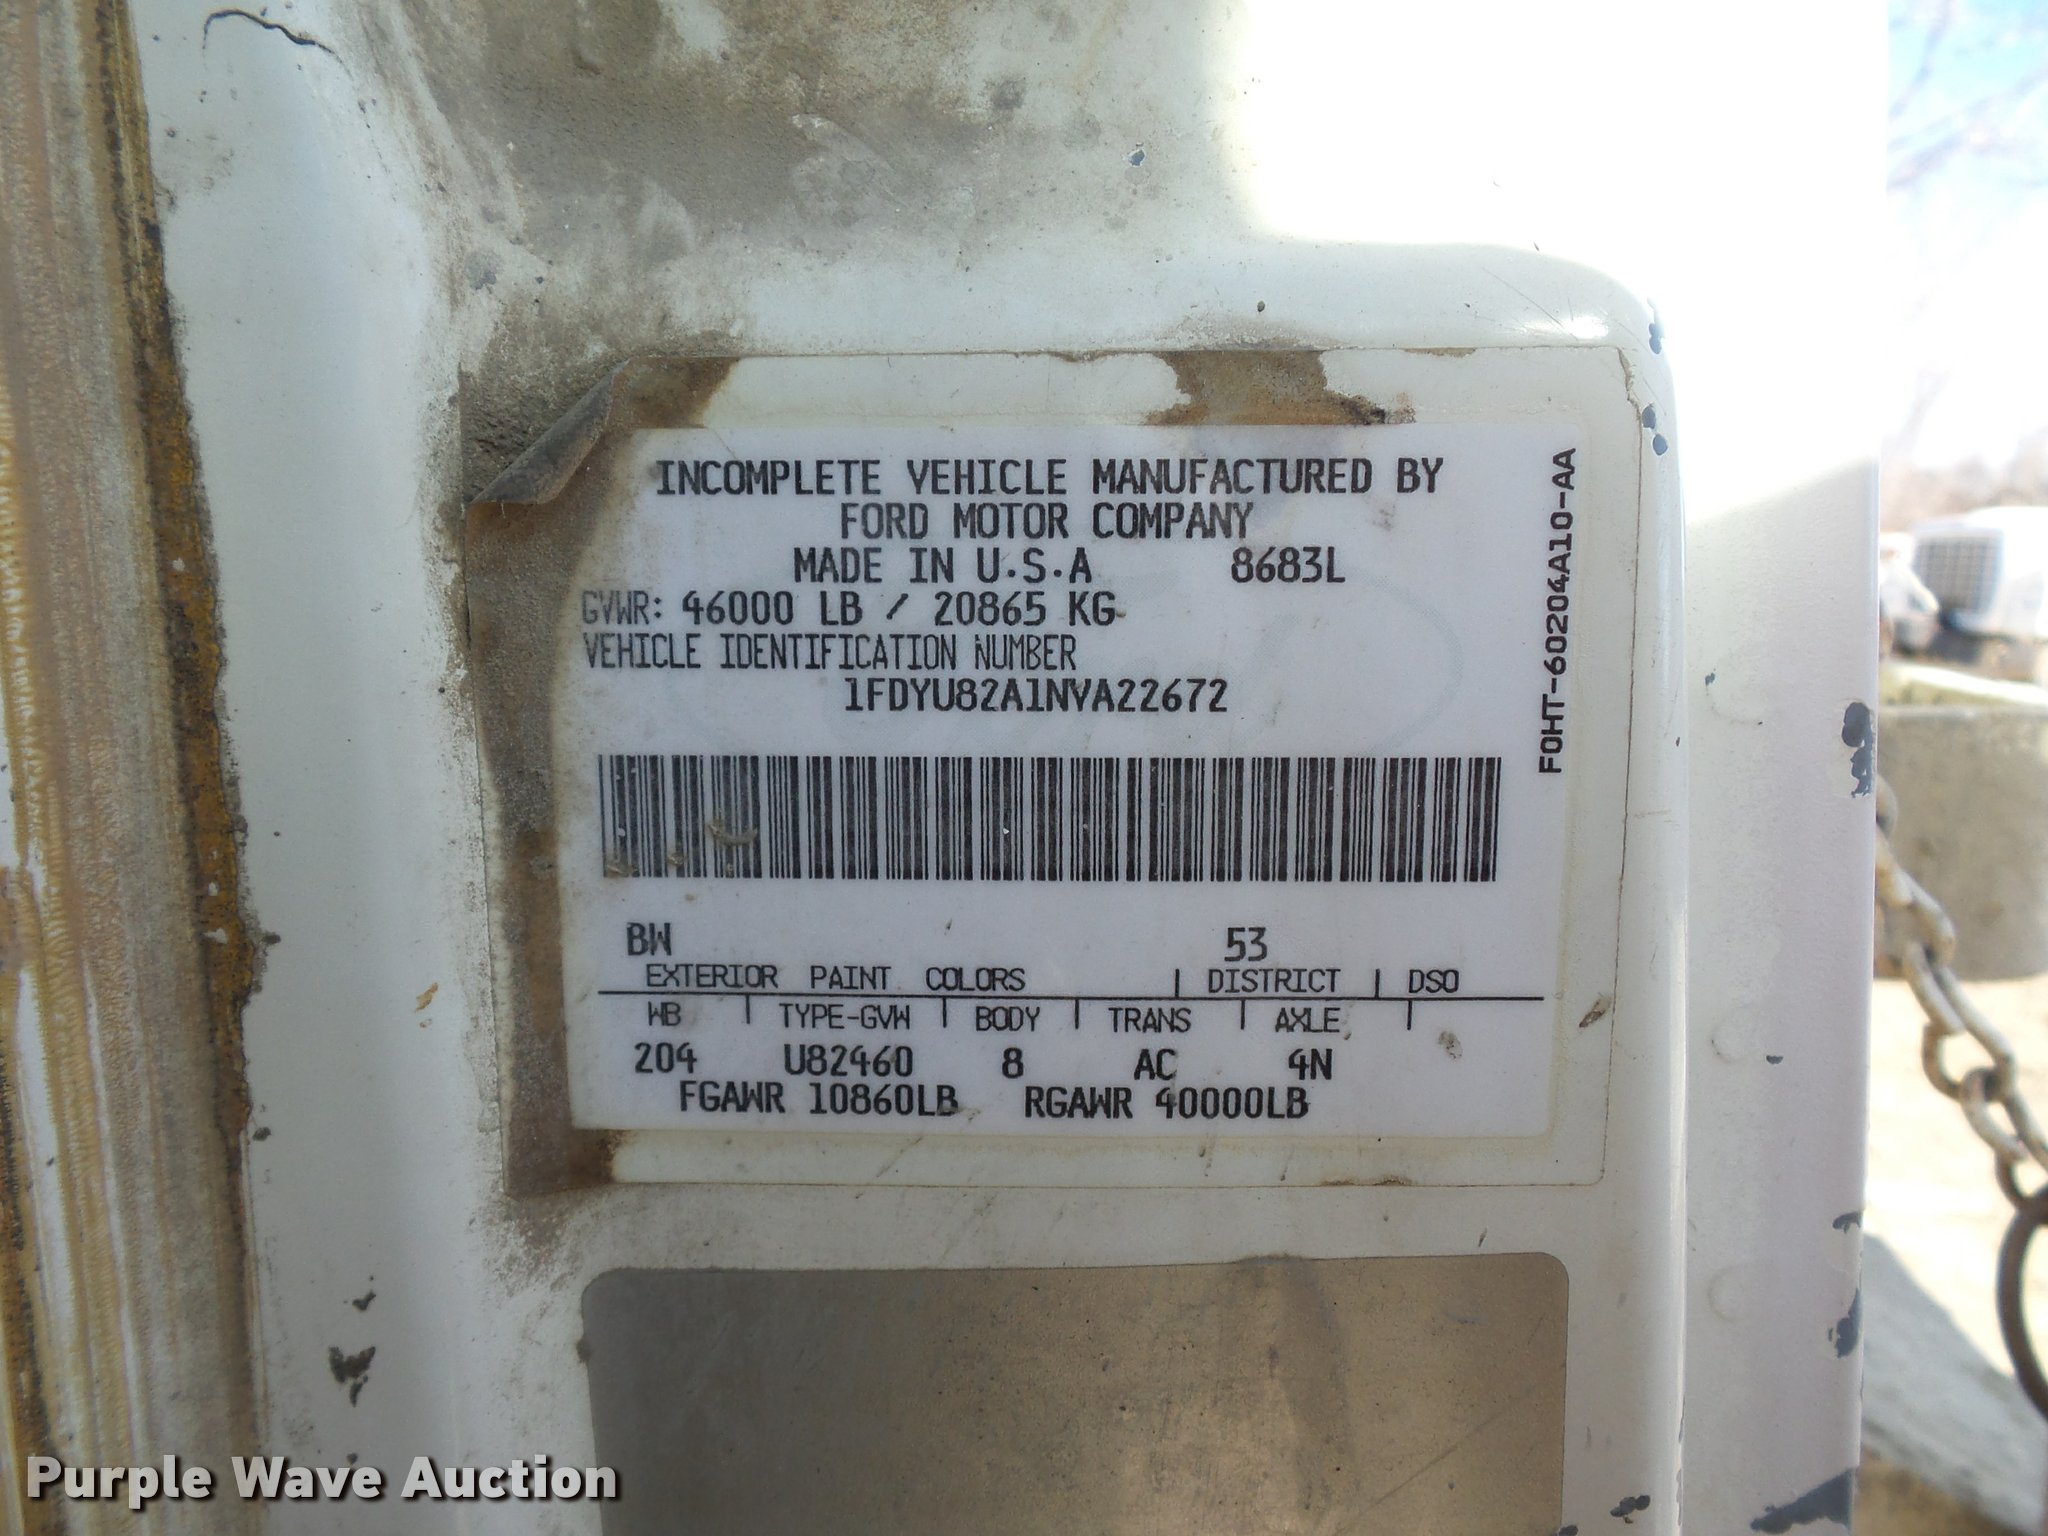 INCOMPLETE VEHICLE MANUFACTURED BY
FORD MOTOR COMPANY
MADE IN U.S.A 8683L
GVWR: 46000 LB / 20865 KG
VEHICLE IDENTIFICATION NUMBER
1FDYU82A1NVA22672
F0HT-60204A10-AA
BW 53
EXTERIOR PAINT COLORS | DISTRICT | DSO
WB | TYPE-GVW | BODY | TRANS | AXLE |
204 U82460 8 AC 4N
FGAWR 10860LB RGAWR 40000LB
Purple Wave Auction